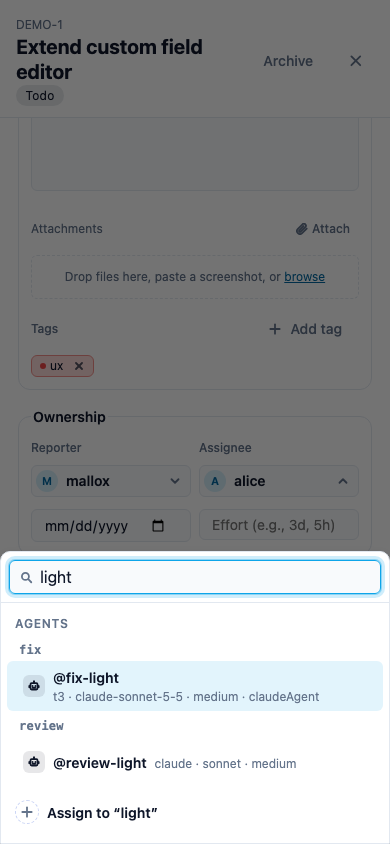 DEMO-1
Extend custom field
editor
Archive
Todo
Attachments
Attach
Drop files here, paste a screenshot, or browse
Tags
Add tag
ux
Ownership
Reporter
Assignee
M mallox
A alice
mm/dd/yyyy
Effort (e.g., 3d, 5h)
light
AGENTS
fix
@fix-light
t3 · claude-sonnet-5-5 · medium · claudeAgent
review
@review-light claude · sonnet · medium
Assign to “light”